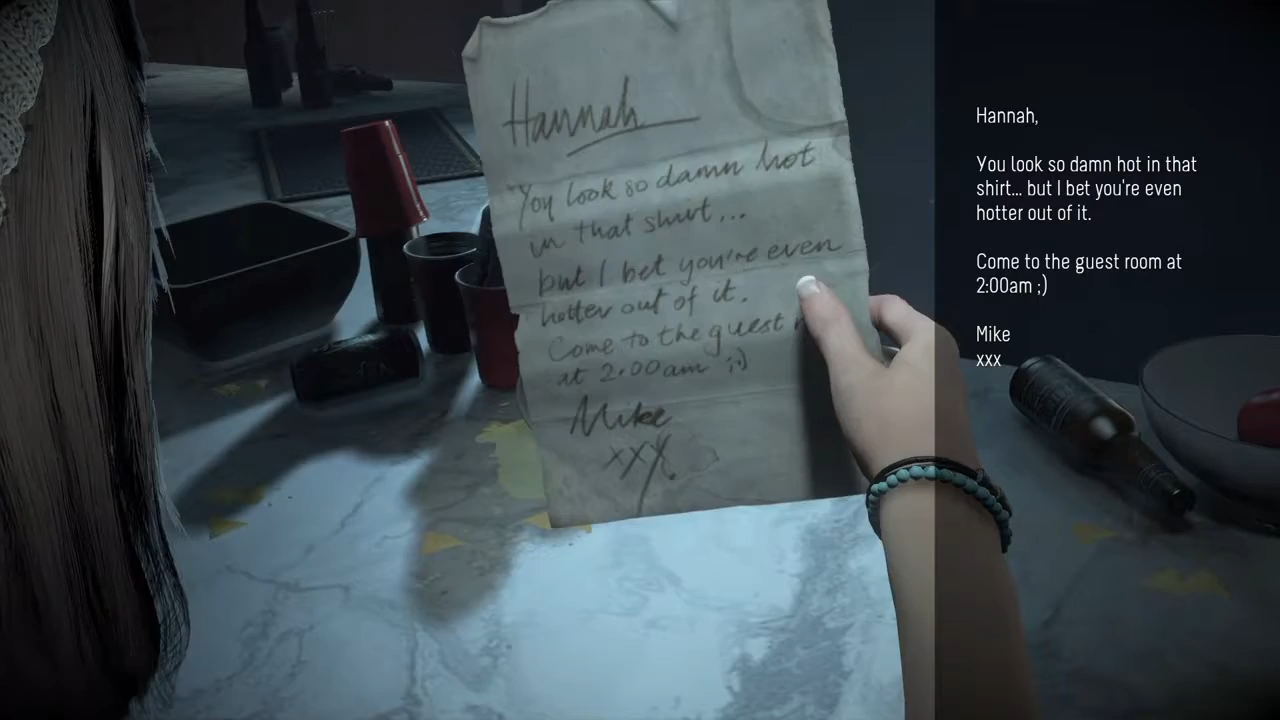 Hannah
You look so damn hot
in that shirt...
but I bet you're even
hotter out of it.
Come to the guest
at 2:00am ;)
Mike
xxx
Hannah,
You look so damn hot in that
shirt... but I bet you're even
hotter out of it.
Come to the guest room at
2:00am ;)
Mike
xxx